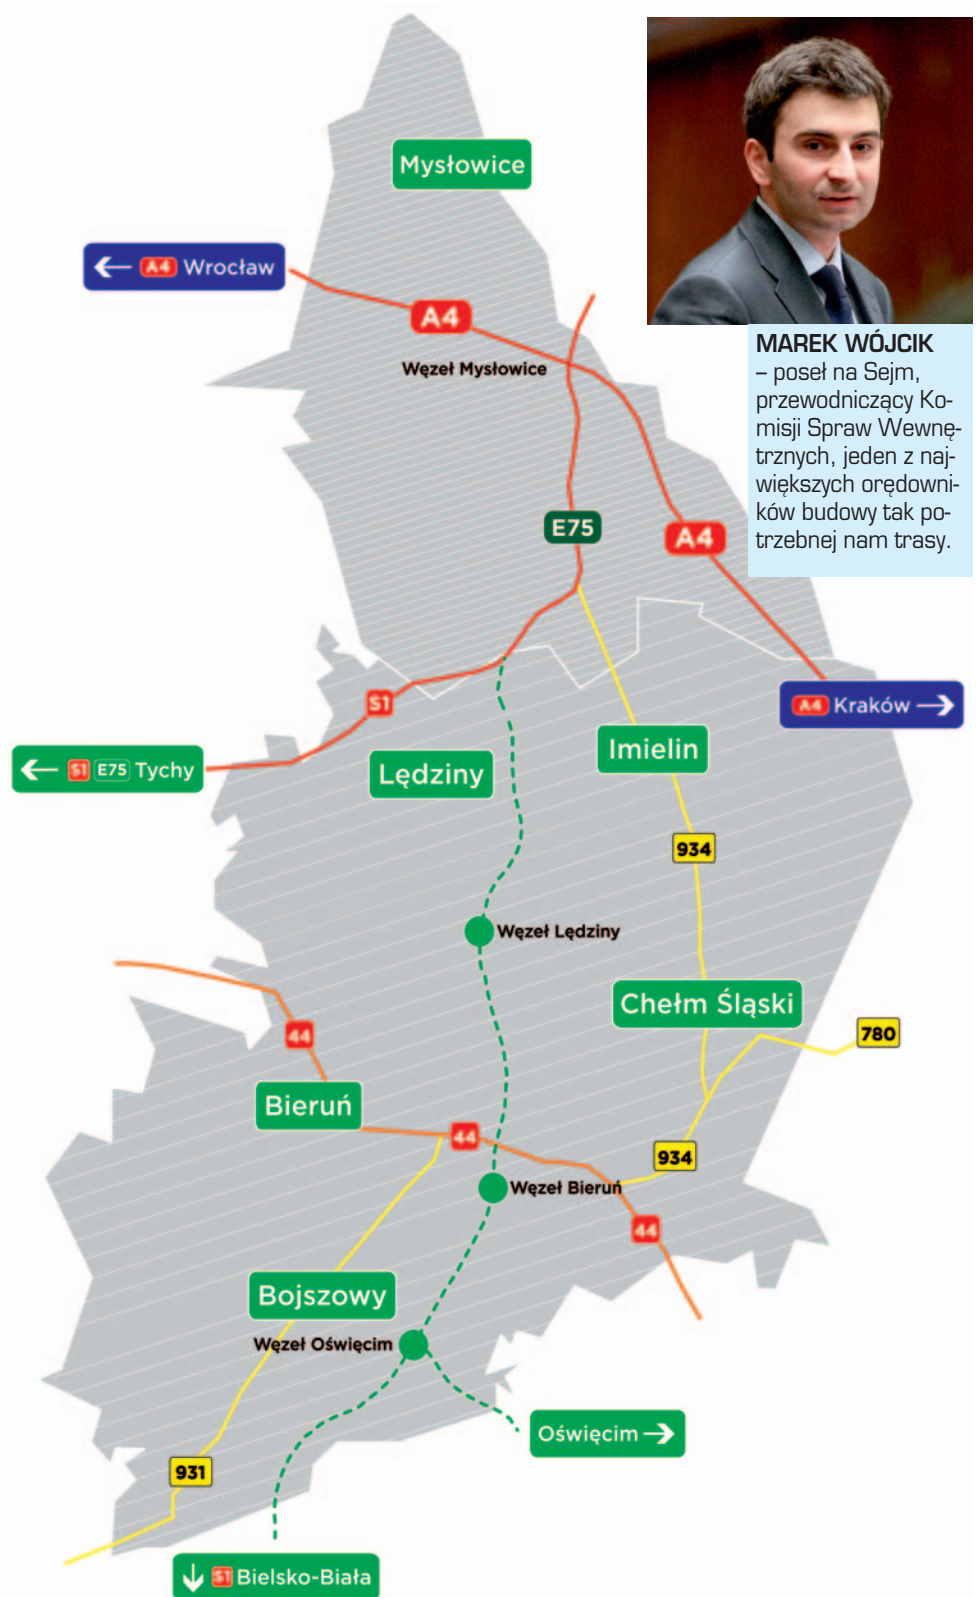 Mysłowice
← A4 Wrocław
A4
Węzeł Mysłowice
MAREK WÓJCIK
– poseł na Sejm,
przewodniczący Ko-
misji Spraw Wewnę-
trznych, jeden z naj-
większych orędowni-
ków budowy tak po-
trzebnej nam trasy.
E75
A4
S1
A4 Kraków →
← S1 E75 Tychy
Lędziny
Imielin
934
Węzeł Lędziny
Chełm Śląski
780
44
Bieruń
44
934
Węzeł Bieruń
44
Bojszowy
Węzeł Oświęcim
Oświęcim →
931
↓ S1 Bielsko-Biała